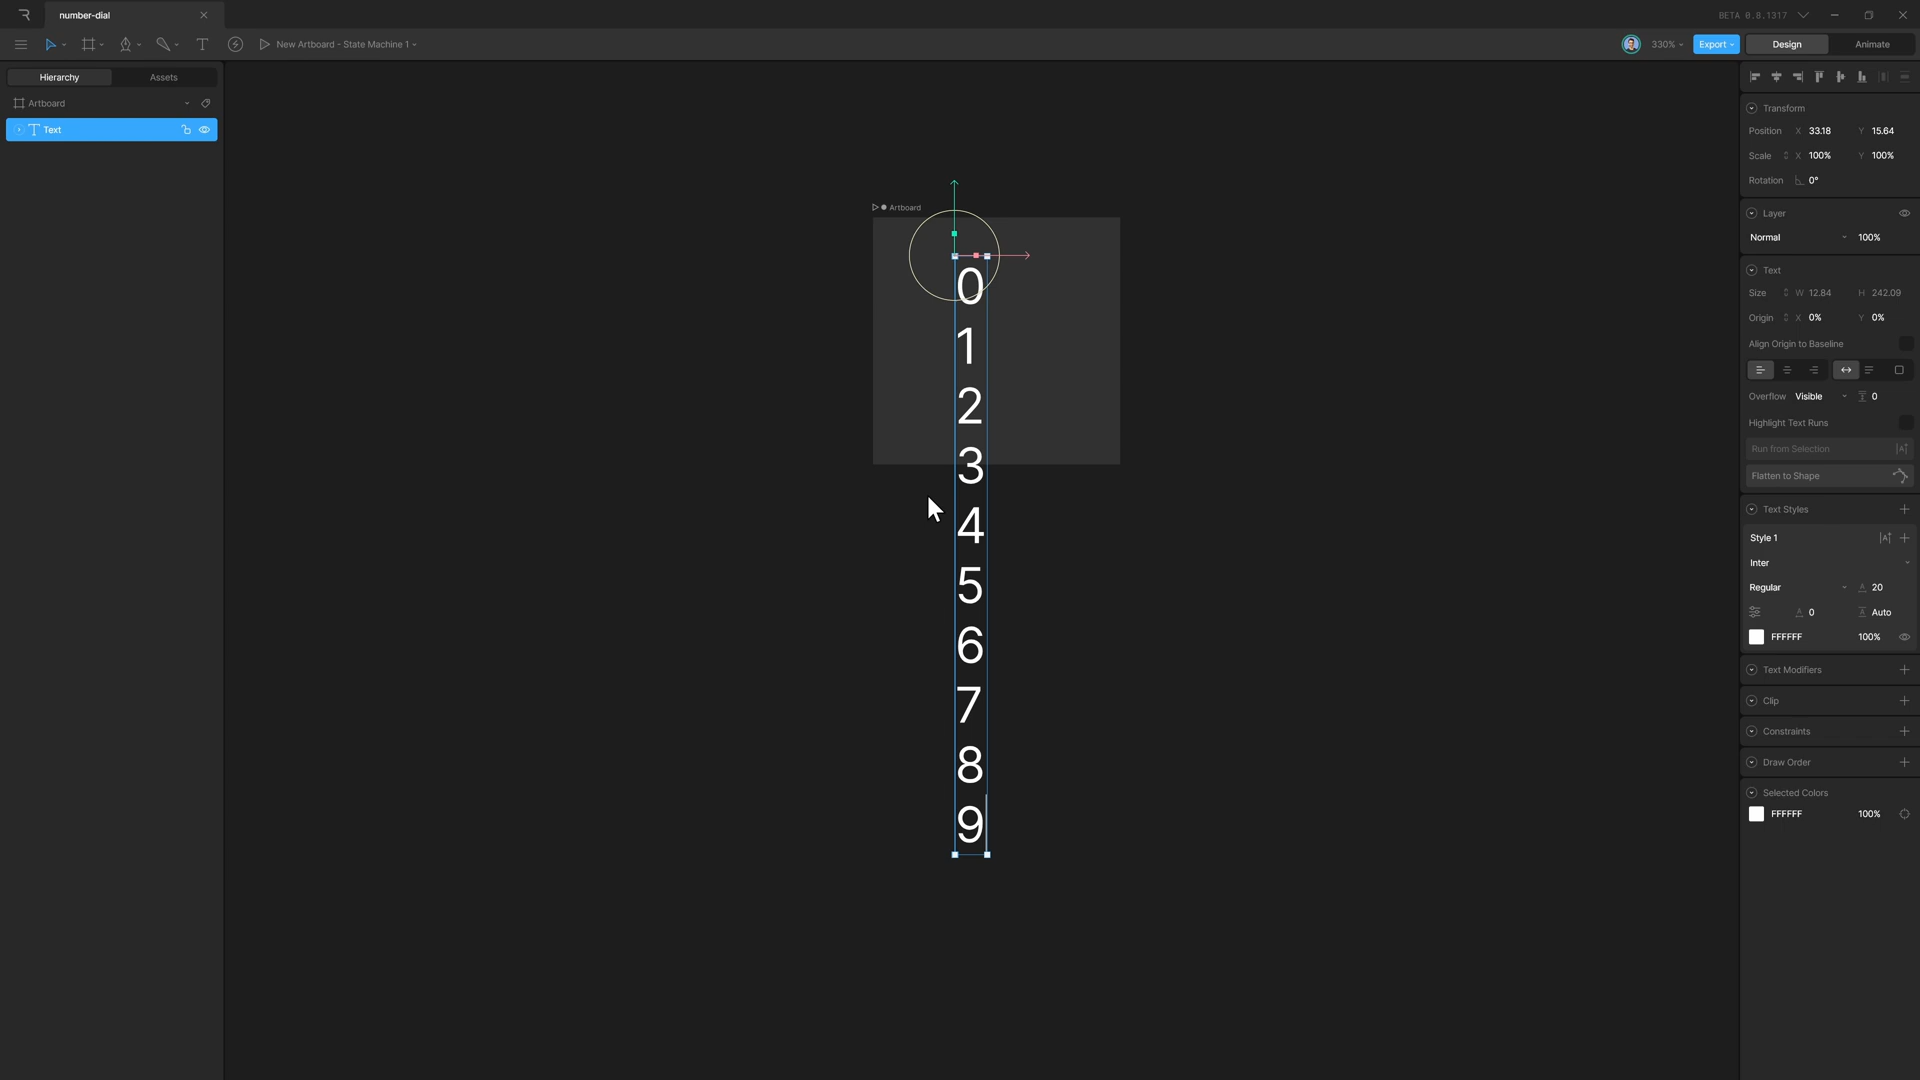 number-dial
BETA 0.8.1317
New Artboard - State Machine 1
330%
Export
Design
Animate
Hierarchy
Assets
Artboard
Text
Artboard
0
1
2
3
4
5
6
7
8
9
Transform
Position X 33.18 Y 15.64
Scale X 100% Y 100%
Rotation 0°
Layer
Normal 100%
Text
Size W 12.84 H 242.09
Origin X 0% Y 0%
Align Origin to Baseline
Overflow Visible 0
Highlight Text Runs
Run from Selection
Flatten to Shape
Text Styles
Style 1
Inter
Regular 20
0 Auto
FFFFFF 100%
Text Modifiers
Clip
Constraints
Draw Order
Selected Colors
FFFFFF 100%